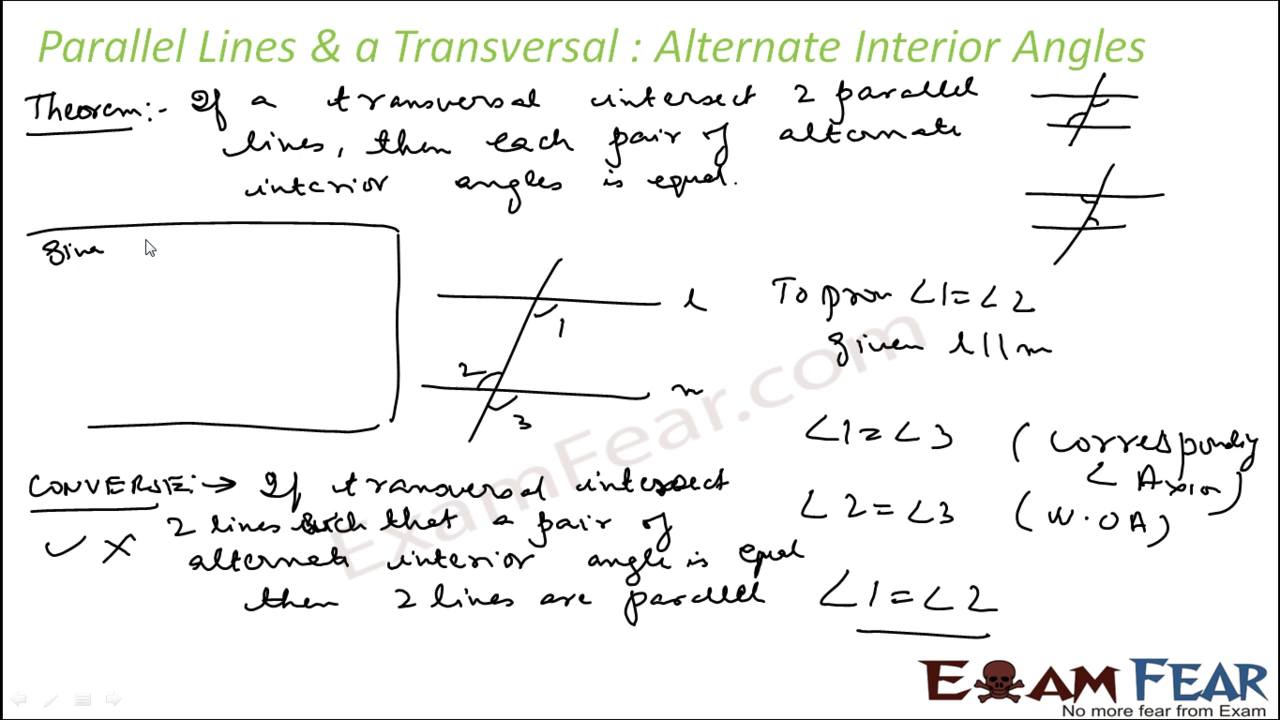 Parallel Lines & a Transversal : Alternate Interior Angles
Theorem:- If a transversal intersect 2 parallel
lines, then each pair of alternate
interior angles is equal.
give
l
1
2
m
3
To prove ∠1=∠2
given l||m
∠1=∠3 (corresponding
∠ Axiom)
∠2=∠3 (V.O.A)
∠1=∠2
CONVERSE:→ If transversal intersect
2 lines such that a pair of
✓ ✗ alternate interior angle is equal
then 2 lines are parallel
ExamFear.com
EXAM FEAR
No more fear from Exam